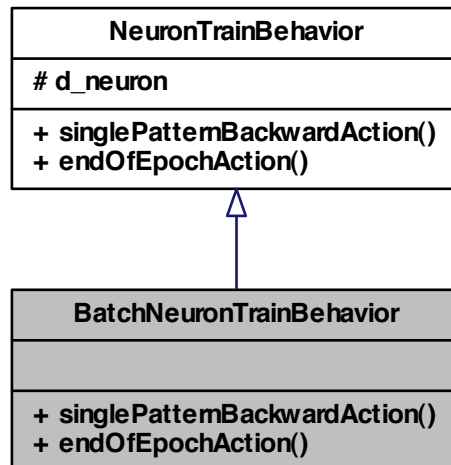 NeuronTrainBehavior
# d_neuron
+ singlePatternBackwardAction()
+ endOfEpochAction()
BatchNeuronTrainBehavior
+ singlePatternBackwardAction()
+ endOfEpochAction()